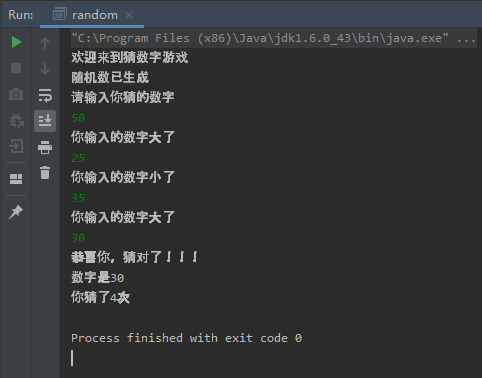 Run: random
"C:\Program Files (x86)\Java\jdk1.6.0_43\bin\java.exe" ...
欢迎来到猜数字游戏
随机数已生成
请输入你猜的数字
50
你输入的数字大了
25
你输入的数字小了
35
你输入的数字大了
30
恭喜你，猜对了！！！
数字是30
你猜了4次
Process finished with exit code 0